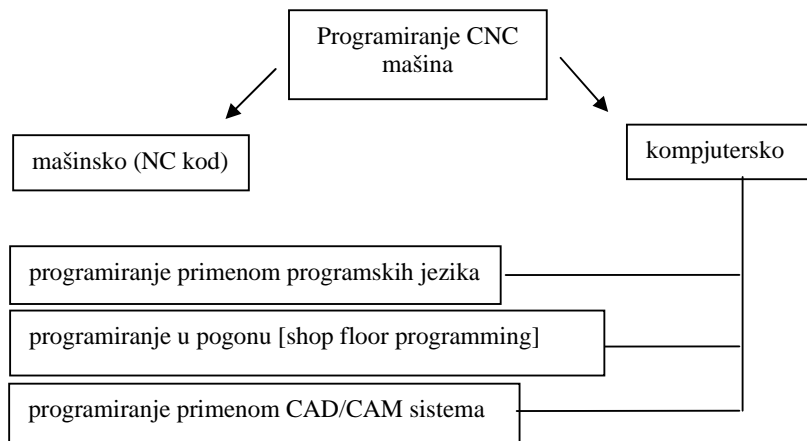 Programiranje CNC
mašina
mašinsko (NC kod)
kompjutersko
programiranje primenom programskih jezika
programiranje u pogonu [shop floor programming]
programiranje primenom CAD/CAM sistema